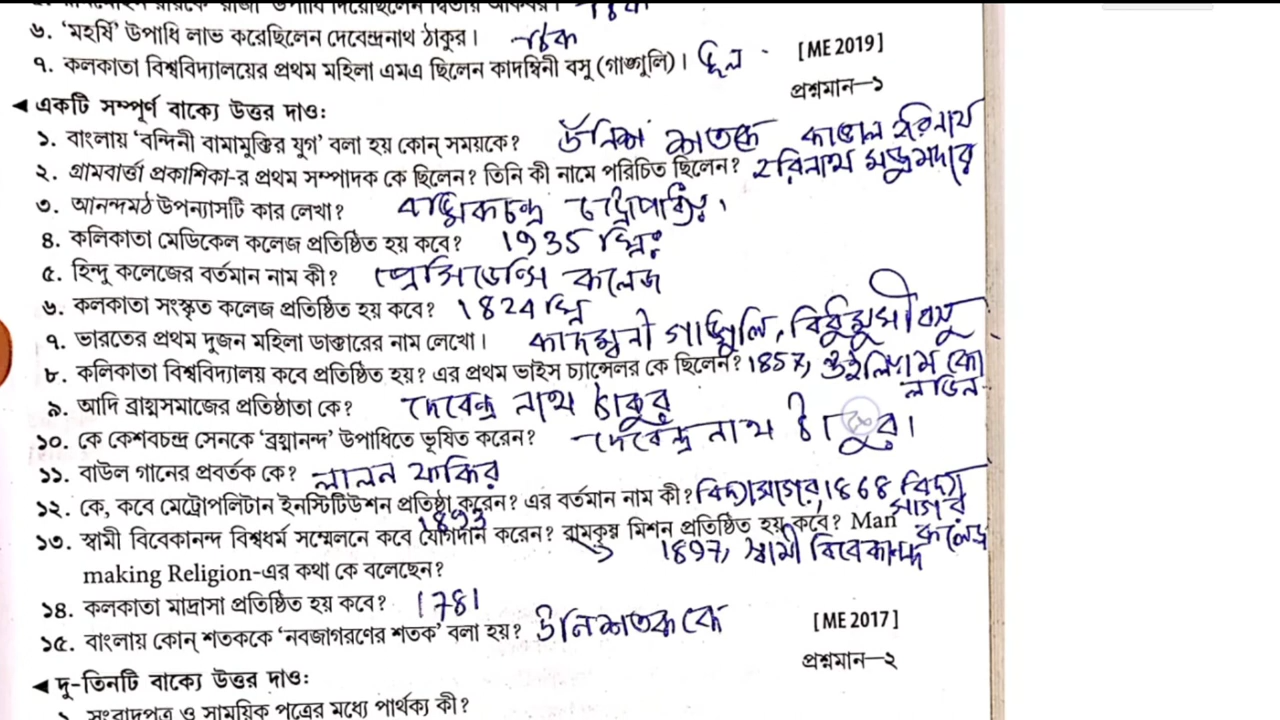 ৬. ‘মহর্ষি’ উপাধি লাভ করেছিলেন দেবেন্দ্রনাথ ঠাকুর। ঠিক
[ME 2019]
৭. কলকাতা বিশ্ববিদ্যালয়ের প্রথম মহিলা এমএ ছিলেন কাদম্বিনী বসু (গাঙ্গুলি)। ভুল
প্রশ্নমান—১
◄ একটি সম্পূর্ণ বাক্যে উত্তর দাও:
১. বাংলায় ‘বন্দিনী বামামুক্তির যুগ’ বলা হয় কোন্ সময়কে? উনিশ শতককে কাঙাল হরিনাথ
২. গ্রামবার্ত্তা প্রকাশিকা-র প্রথম সম্পাদক কে ছিলেন? তিনি কী নামে পরিচিত ছিলেন? হরিনাথ মজুমদার
৩. আনন্দমঠ উপন্যাসটি কার লেখা? বঙ্কিমচন্দ্র
৪. কলিকাতা মেডিকেল কলেজ প্রতিষ্ঠিত হয় কবে? 1935 খ্রিঃ
৫. হিন্দু কলেজের বর্তমান নাম কী? প্রেসিডেন্সি কলেজ
৬. কলকাতা সংস্কৃত কলেজ প্রতিষ্ঠিত হয় কবে? 1824 খ্রি
৭. ভারতের প্রথম দুজন মহিলা ডাক্তারের নাম লেখো। কাদম্বনী গাঙ্গুলি, বিধুমুখী বসু
৮. কলিকাতা বিশ্ববিদ্যালয় কবে প্রতিষ্ঠিত হয়? এর প্রথম ভাইস চ্যান্সেলর কে ছিলেন? 1857, উইলিয়াম কো
লভিল
৯. আদি ব্রাহ্মসমাজের প্রতিষ্ঠাতা কে? দেবেন্দ্র নাথ ঠাকুর
১০. কে কেশবচন্দ্র সেনকে ‘ব্রহ্মানন্দ’ উপাধিতে ভূষিত করেন? দেবেন্দ্র নাথ ঠাকুর।
১১. বাউল গানের প্রবর্তক কে? লালন ফকির
১২. কে, কবে মেট্রোপলিটান ইনস্টিটিউশন প্রতিষ্ঠা করেন? এর বর্তমান নাম কী? বিদ্যাসাগর, 1868 বিদ্যা
সাগর
কলেজ
1893
১৩. স্বামী বিবেকানন্দ বিশ্বধর্ম সম্মেলনে কবে যোগদান করেন? রামকৃষ্ণ মিশন প্রতিষ্ঠিত হয় কবে? Man
1897, স্বামী বিবেকানন্দ
making Religion-এর কথা কে বলেছেন?
১৪. কলকাতা মাদ্রাসা প্রতিষ্ঠিত হয় কবে? 1781
১৫. বাংলায় কোন্ শতককে ‘নবজাগরণের শতক’ বলা হয়? উনিশতককে
[ME 2017]
প্রশ্নমান—২
◄ দু-তিনটি বাক্যে উত্তর দাও:
১. সংবাদপত্র ও সাময়িক পত্রের মধ্যে পার্থক্য কী?